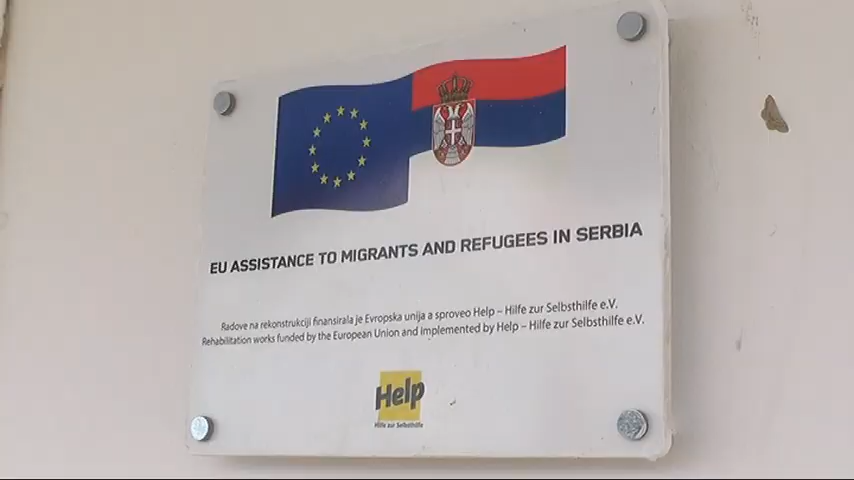 EU ASSISTANCE TO MIGRANTS AND REFUGEES IN SERBIA
Radove na rekonstrukciji finansirala je Evropska unija a sproveo Help – Hilfe zur Selbsthilfe e.V.
Rehabilitation works funded by the European Union and implemented by Help – Hilfe zur Selbsthilfe e.V.
Help
Hilfe zur Selbsthilfe